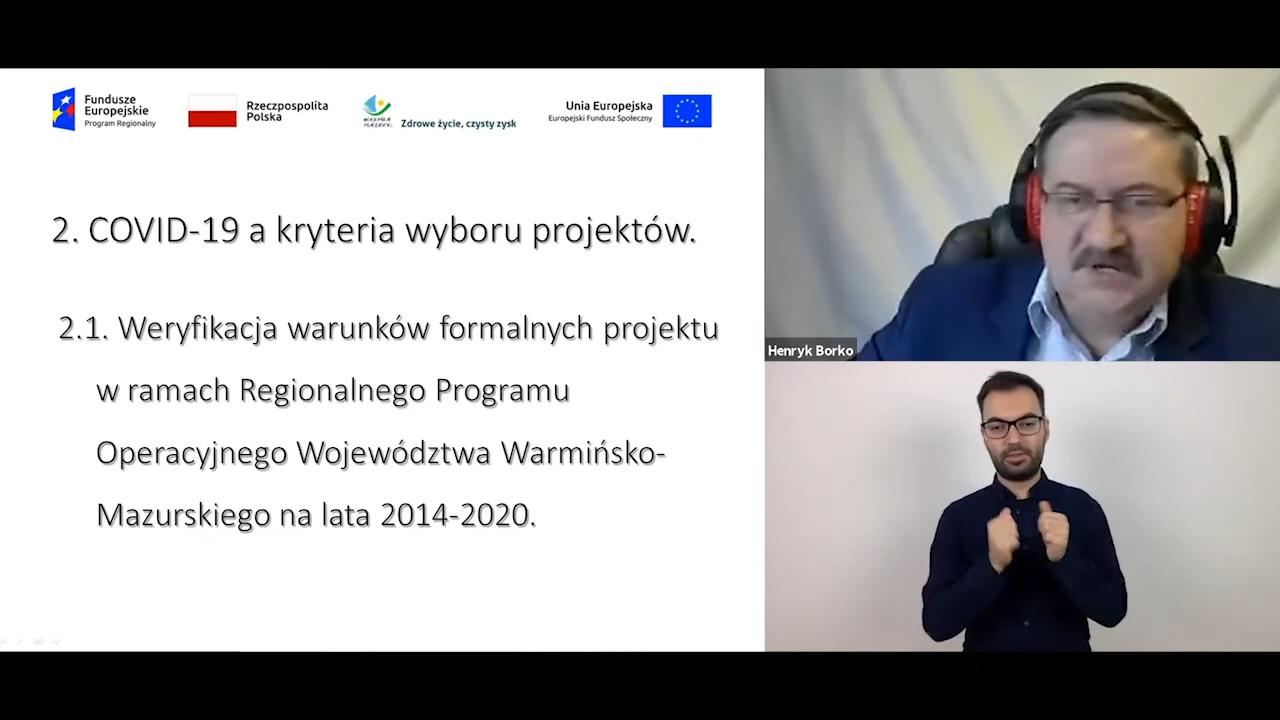 Fundusze
Europejskie
Program Regionalny
Rzeczpospolita
Polska
Zdrowe życie, czysty zysk
Unia Europejska
Europejski Fundusz Społeczny
2. COVID-19 a kryteria wyboru projektów.
2.1. Weryfikacja warunków formalnych projektu
w ramach Regionalnego Programu
Operacyjnego Województwa Warmińsko-
Mazurskiego na lata 2014-2020.
Henryk Borko